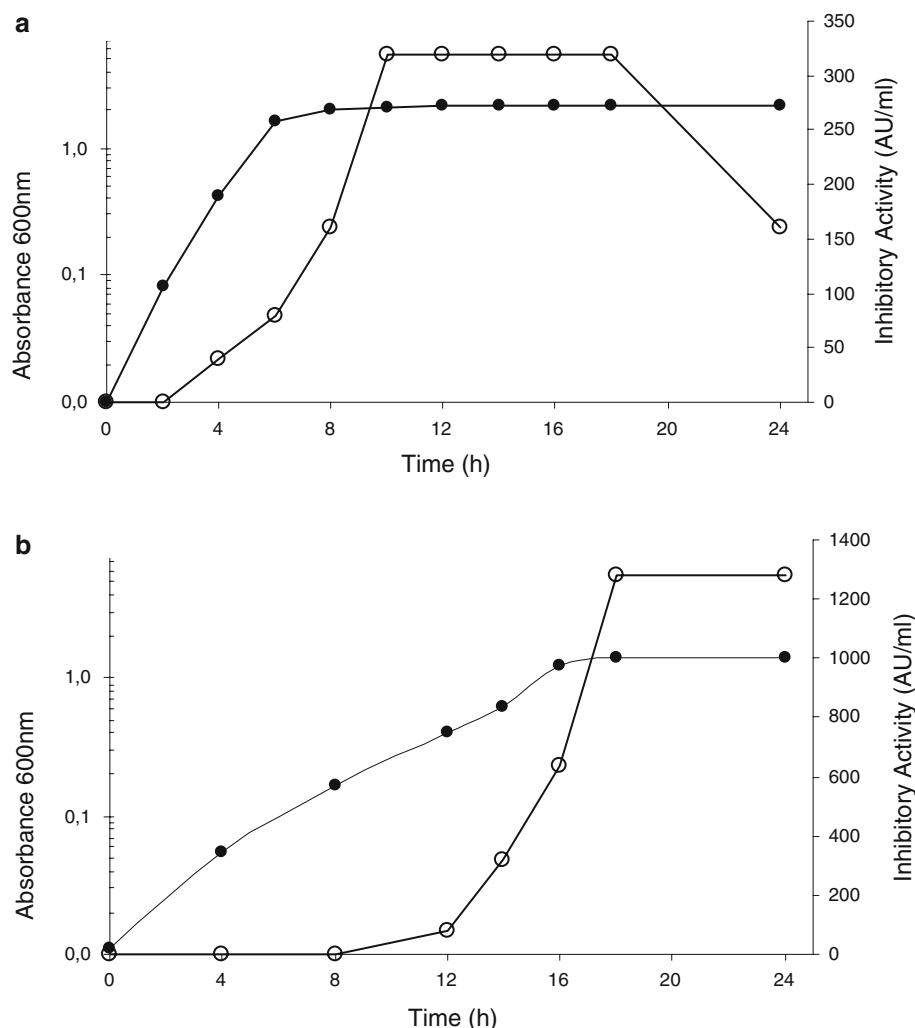 a
350
300
1,0
250
200
0,1
150
100
50
0,0
0
Absorbance 600nm
Inhibitory Activity (AU/ml)
0 4 8 12 16 20 24
Time (h)
b
1400
1200
1,0
1000
800
0,1
600
400
200
0,0
0
Absorbance 600nm
Inhibitory Activity (AU/ml)
0 4 8 12 16 20 24
Time (h)